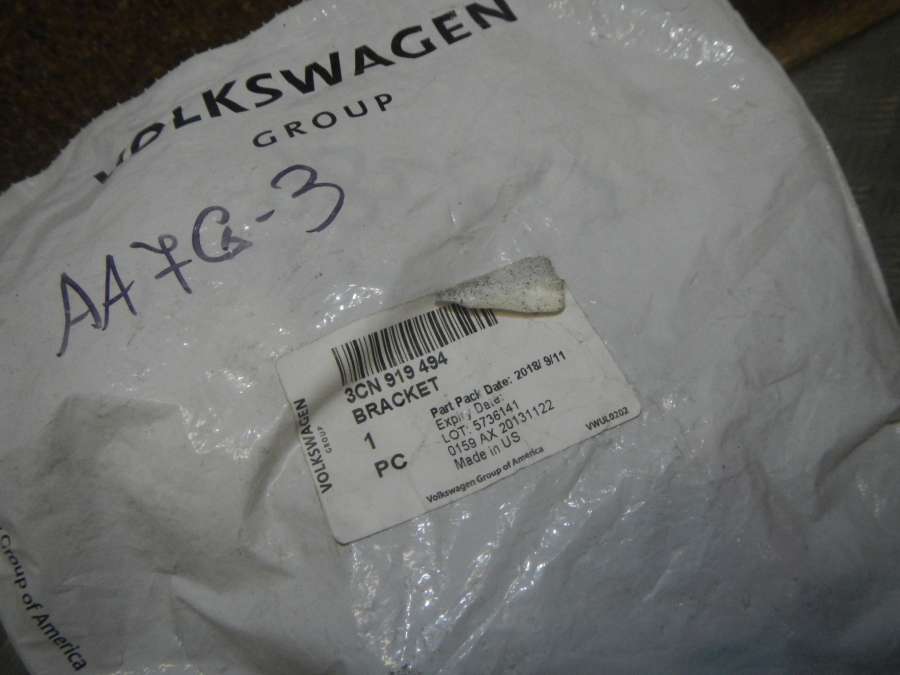 VOLKSWAGEN
GROUP
AA7G-3
3CN 919 494
BRACKET
1
PC
Part Pack Date: 2018/ 9/11
Expiry Date:
LOT: 5736141
0159 AX 20131122
Made in US
VWUL0202
Volkswagen Group of America
VOLKSWAGEN
GROUP
Group of America